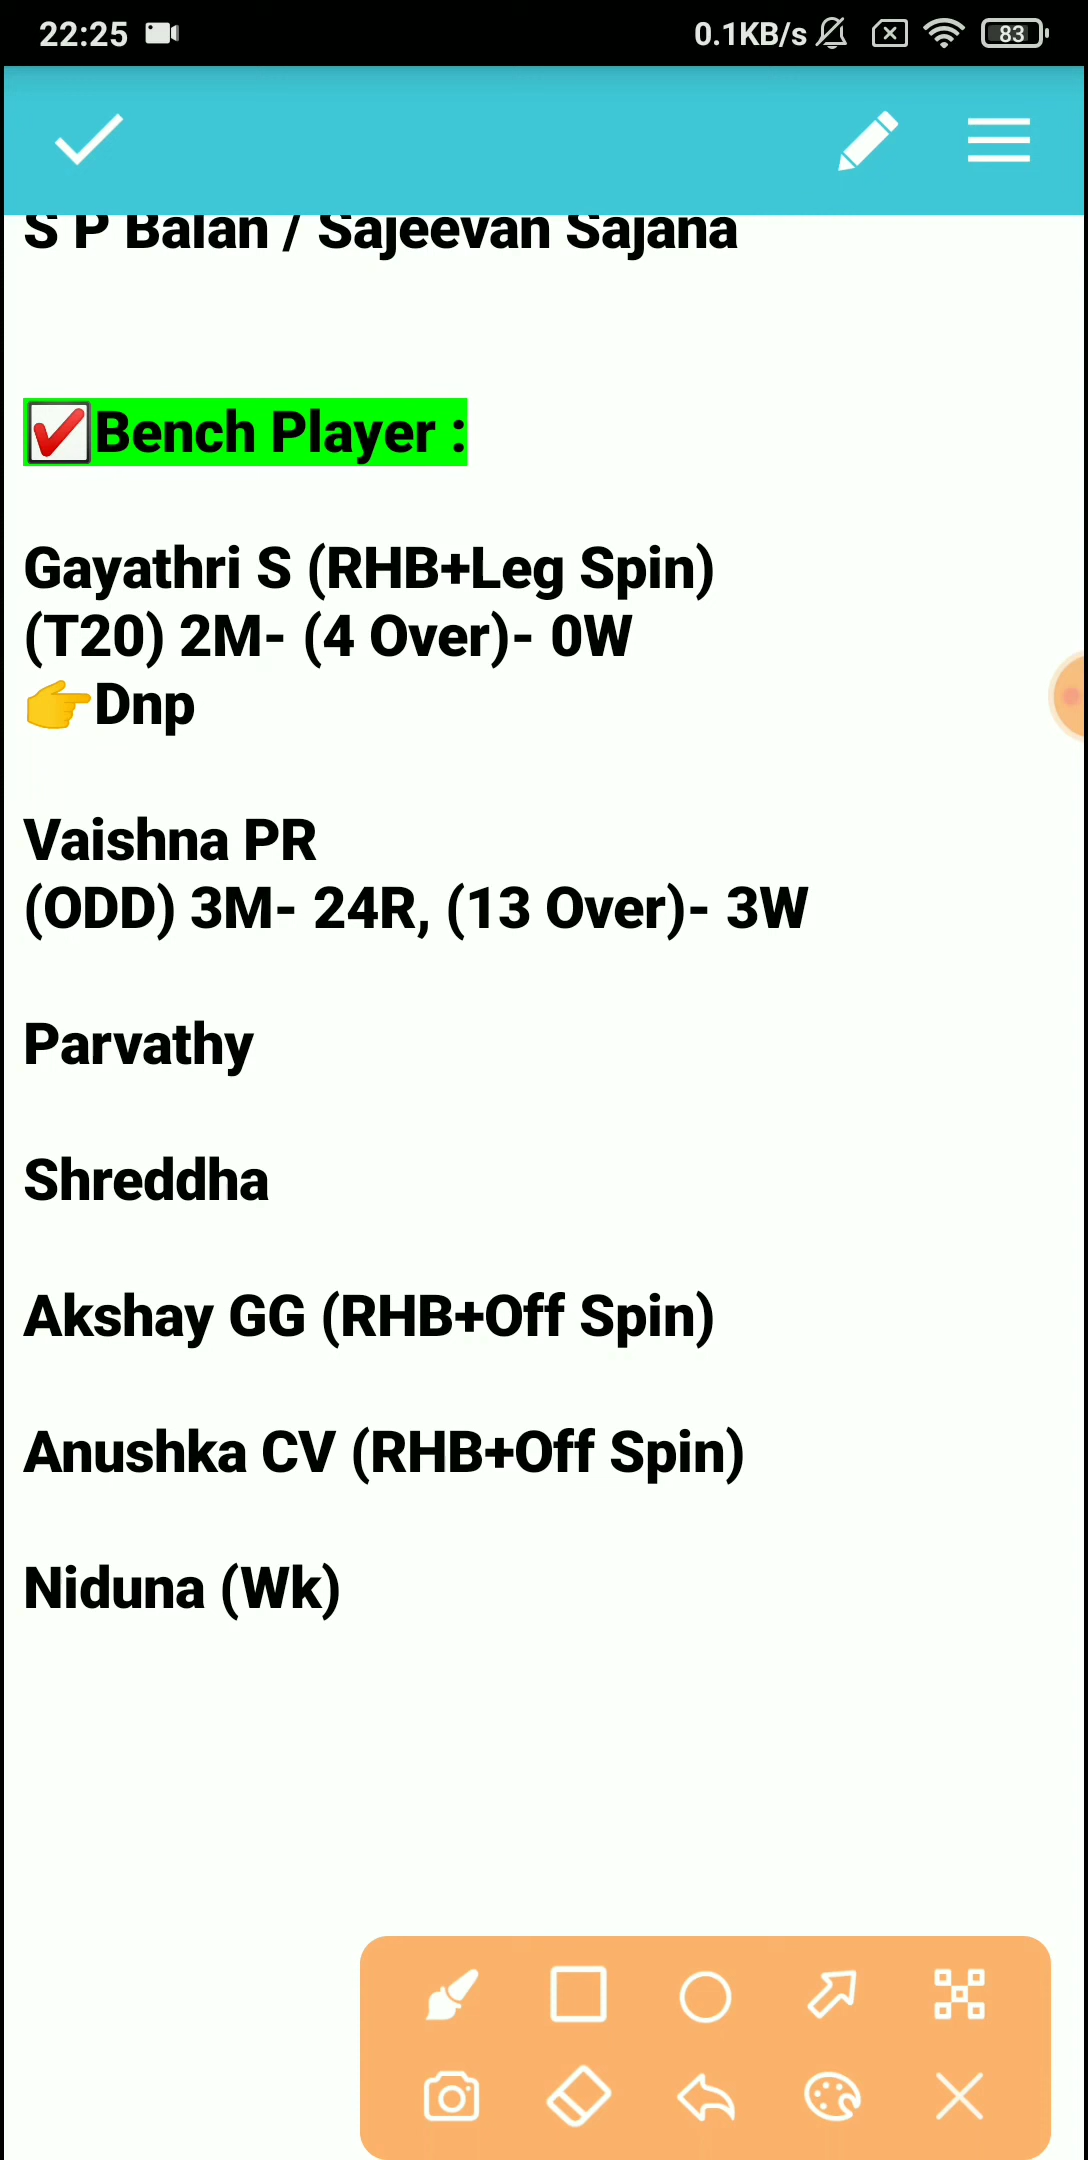 22:25
0.1KB/s
83
S P Balan / Sajeevan Sajana
✅Bench Player :
Gayathri S (RHB+Leg Spin)
(T20) 2M- (4 Over)- 0W
👉Dnp
Vaishna PR
(ODD) 3M- 24R, (13 Over)- 3W
Parvathy
Shreddha
Akshay GG (RHB+Off Spin)
Anushka CV (RHB+Off Spin)
Niduna (Wk)